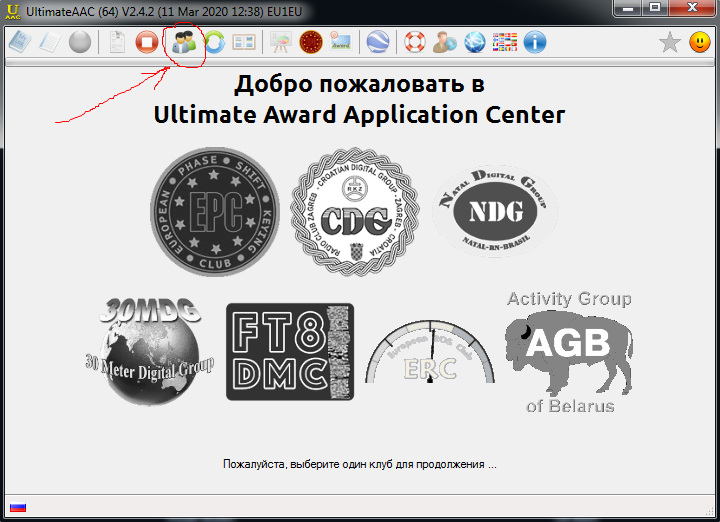 U
AAC
UltimateAAC (64) V2.4.2 (11 Mar 2020 12:38) EU1EU
Award
Добро пожаловать в
Ultimate Award Application Center
EUROPEAN PHASE SHIFT KEYING CLUB
EPC
CROATIAN DIGITAL GROUP
RKZ
CDG
RADIO CLUB ZAGREB - ZAGREB - CROATIA
NATAL DIGITAL GROUP
NDG
NATAL-RN-BRASIL
30MDG
30 Meter Digital Group
FT8
DMC
European ROS Club
ERC
Activity Group
AGB
of Belarus
Пожалуйста, выберите один клуб для продолжения ...